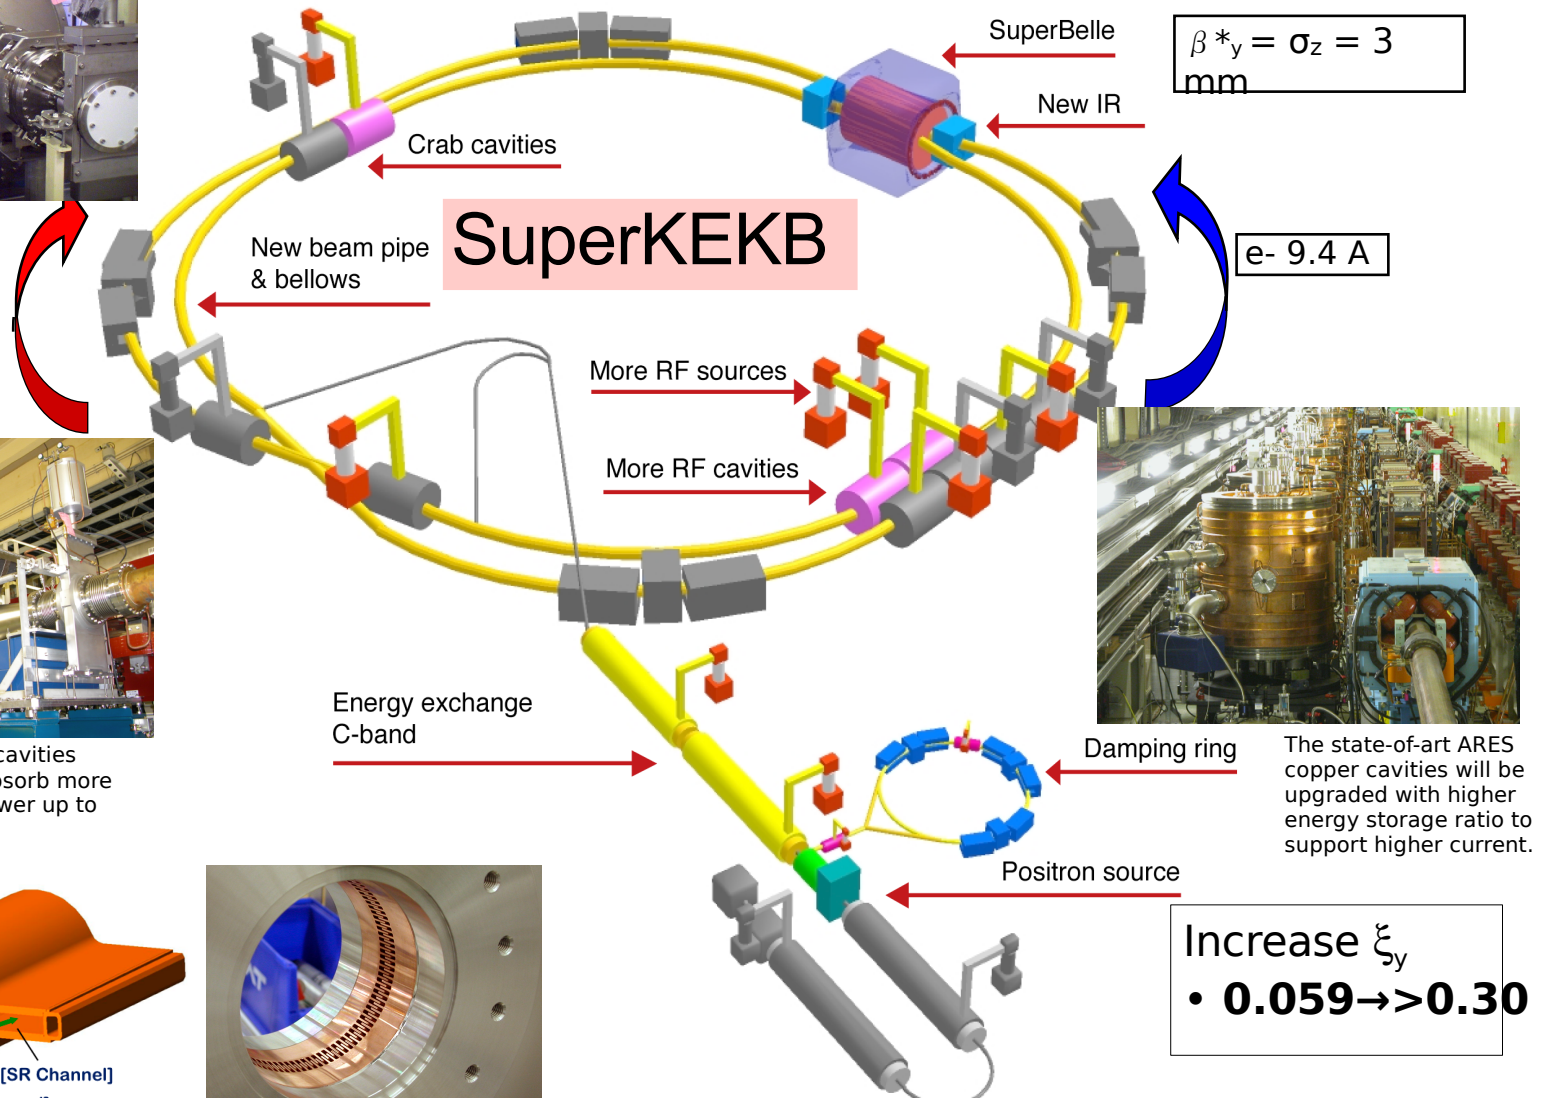 SuperBelle
β*y = σz = 3
mm
New IR
Crab cavities
SuperKEKB
New beam pipe
& bellows
e- 9.4 A
More RF sources
More RF cavities
Energy exchange
C-band
Damping ring
The state-of-art ARES
copper cavities will be
upgraded with higher
energy storage ratio to
support higher current.
cavities
sorb more
wer up to
Positron source
Increase ξy
• 0.059→>0.30
[SR Channel]